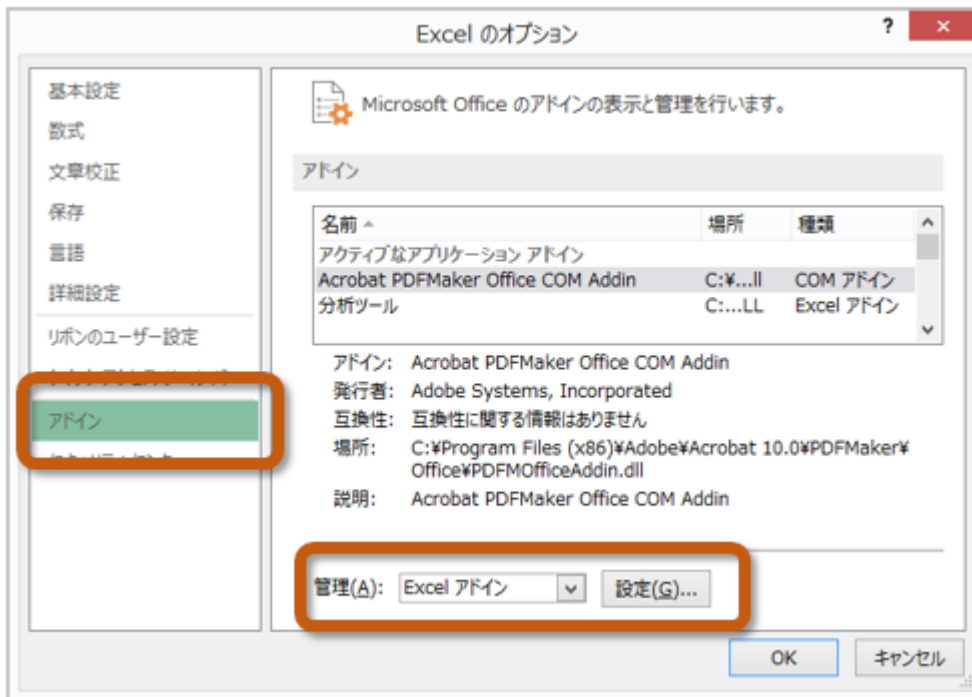 Excel のオプション
?
×
基本設定
数式
文章校正
保存
言語
詳細設定
リボンのユーザー設定
アドイン
Microsoft Office のアドインの表示と管理を行います。
アドイン
名前 場所 種類
アクティブなアプリケーション アドイン
Acrobat PDFMaker Office COM Addin C:¥...ll COM アドイン
分析ツール C:...LL Excel アドイン
アドイン: Acrobat PDFMaker Office COM Addin
発行者: Adobe Systems, Incorporated
互換性: 互換性に関する情報はありません
場所: C:¥Program Files (x86)¥Adobe¥Acrobat 10.0¥PDFMaker¥
Office¥PDFMOfficeAddin.dll
説明: Acrobat PDFMaker Office COM Addin
管理(A): Excel アドイン 設定(G)...
OK キャンセル